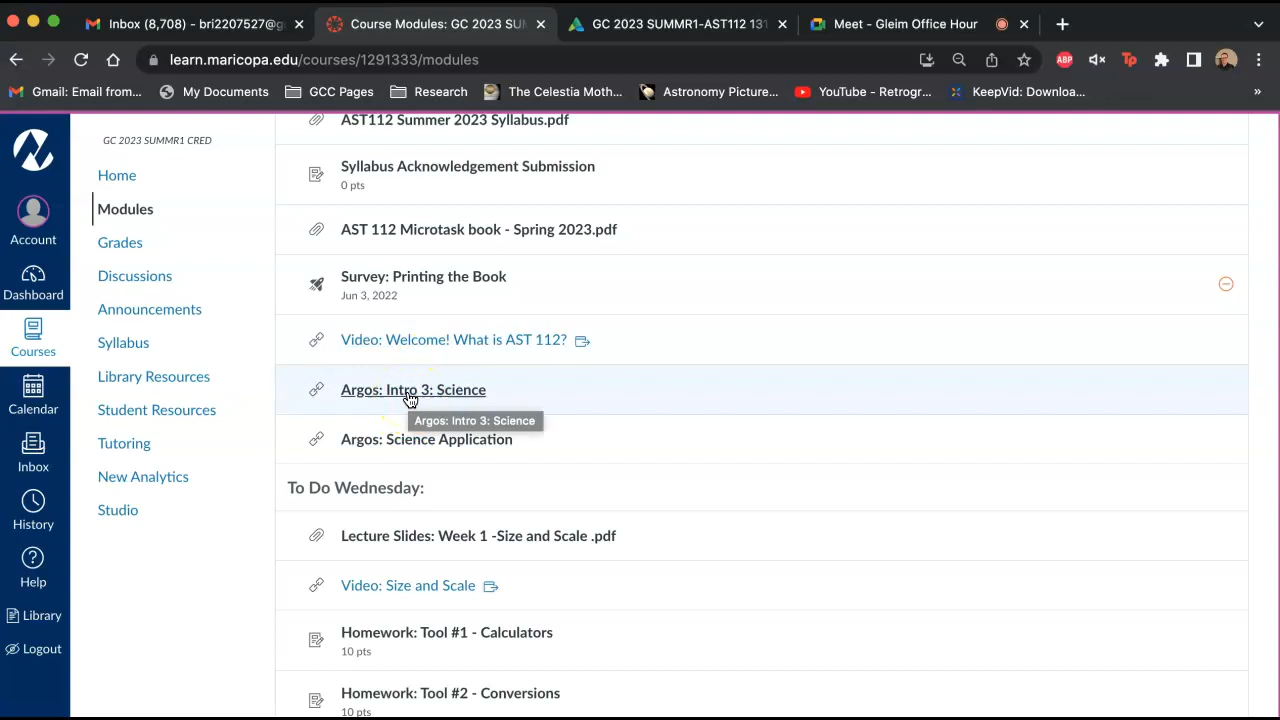 Inbox (8,708) - bri2207527@g
Course Modules: GC 2023 SUM
GC 2023 SUMMR1-AST112 131
Meet - Gleim Office Hour
learn.maricopa.edu/courses/1291333/modules
ABP
Tp
Gmail: Email from...
My Documents
GCC Pages
Research
The Celestia Moth...
Astronomy Picture...
YouTube - Retrogr...
KeepVid: Downloa...
»
Account
Dashboard
Courses
Calendar
Inbox
History
Help
Library
Logout
GC 2023 SUMMR1 CRED
Home
Modules
Grades
Discussions
Announcements
Syllabus
Library Resources
Student Resources
Tutoring
New Analytics
Studio
AST112 Summer 2023 Syllabus.pdf
Syllabus Acknowledgement Submission
0 pts
AST 112 Microtask book - Spring 2023.pdf
Survey: Printing the Book
Jun 3, 2022
Video: Welcome! What is AST 112?
Argos: Intro 3: Science
Argos: Intro 3: Science
Argos: Science Application
To Do Wednesday:
Lecture Slides: Week 1 -Size and Scale .pdf
Video: Size and Scale
Homework: Tool #1 - Calculators
10 pts
Homework: Tool #2 - Conversions
10 pts